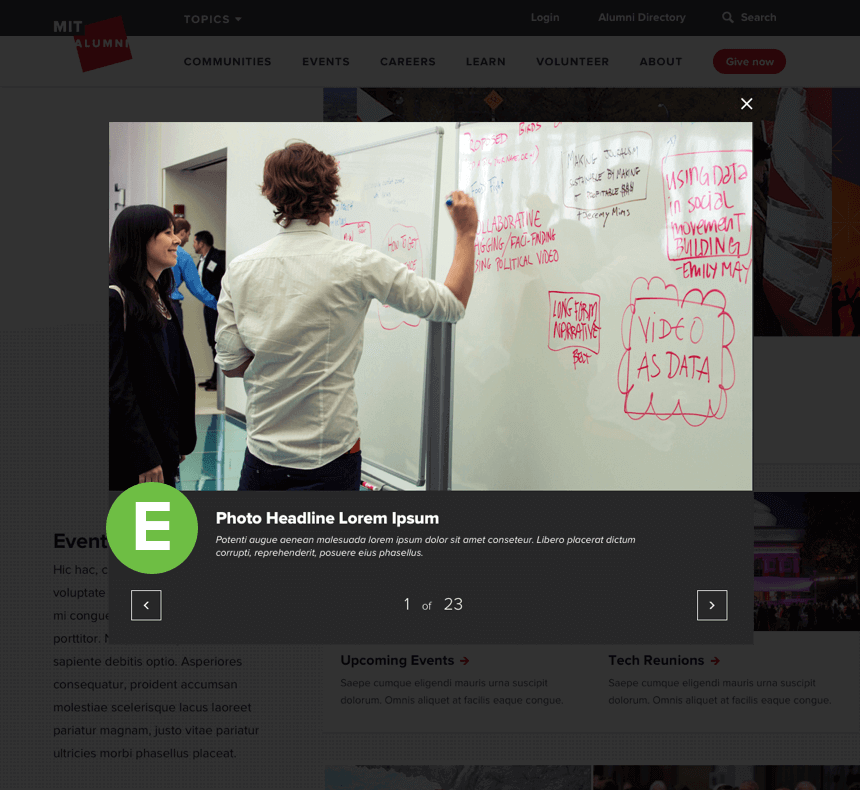 MIT
ALUMNI
TOPICS
Login
Alumni Directory
Search
COMMUNITIES
EVENTS
CAREERS
LEARN
VOLUNTEER
ABOUT
Give now
PROPOSED BIRDS
MAKING JOURNALISM
SUSTAINABLE BY MAKING
PROFITABLE
Jeremy Mims
USING DATA
in social
movement
BUILDING
-EMILY MAY
COLLABORATIVE
FACT-FINDING
USING POLITICAL VIDEO
HOW TO GET
LONG FORM
NARRATIVE
BELT
VIDEO
AS DATA
E
Photo Headline Lorem Ipsum
Potenti augue aenean malesuada lorem ipsum dolor sit amet conseteur. Libero placerat dictum
corrupti, reprehenderit, posuere eius phasellus.
1 of 23
Event
Hic hac, c
voluptate
mi congue
porttitor. N
sapiente debitis optio. Asperiores
consequatur, proident accumsan
molestiae scelerisque lacus laoreet
pariatur magnam, justo vitae pariatur
ultricies morbi phasellus placeat.
Upcoming Events
Saepe cumque eligendi mauris urna suscipit
dolorum. Omnis aliquet at facilis eaque congue.
Tech Reunions
Saepe cumque eligendi mauris urna suscipit
dolorum. Omnis aliquet at facilis eaque congue.